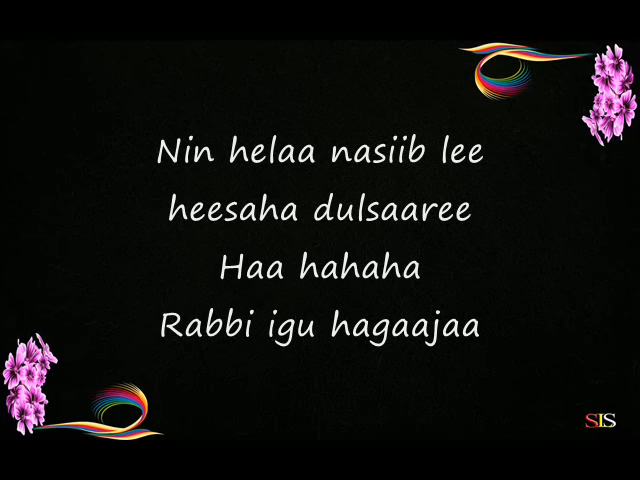 Nin helaa nasiib lee
heesaha dulsaaree
Haa hahaha
Rabbi igu hagaajaa
SIS